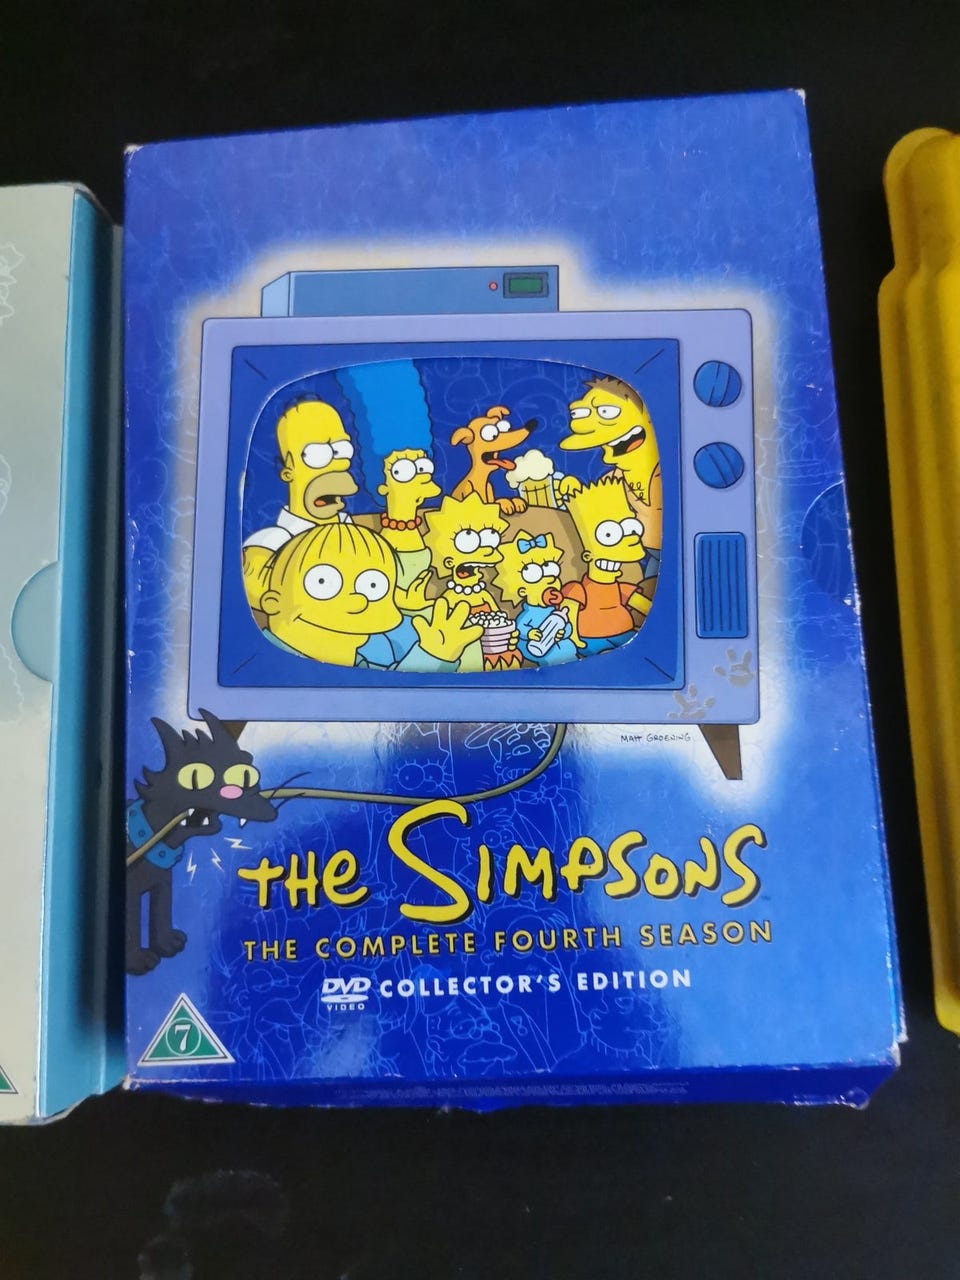 MATT GROENING
THE SIMPSONS
THE COMPLETE FOURTH SEASON
DVD VIDEO COLLECTOR'S EDITION
7